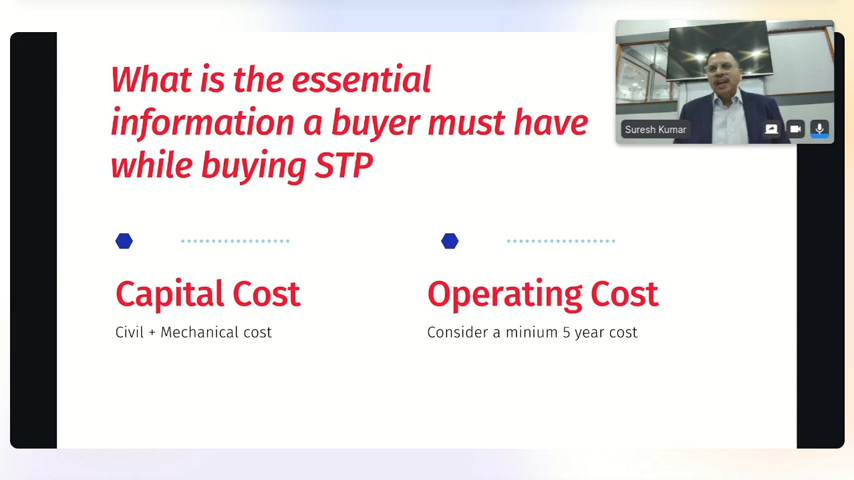 What is the essential
information a buyer must have
while buying STP
Suresh Kumar
Capital Cost
Civil + Mechanical cost
Operating Cost
Consider a minium 5 year cost